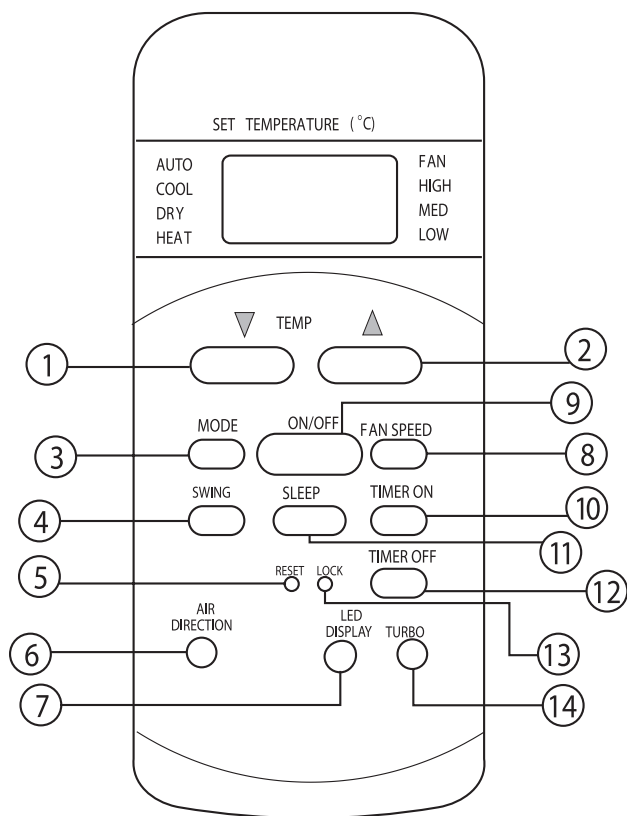 SET TEMPERATURE (°C)
AUTO
COOL
DRY
HEAT
FAN
HIGH
MED
LOW
TEMP
1
2
9
MODE
ON/OFF
FAN SPEED
3
8
SWING
SLEEP
TIMER ON
4
10
11
RESET
LOCK
TIMER OFF
5
12
AIR
DIRECTION
LED
DISPLAY
TURBO
6
13
7
14